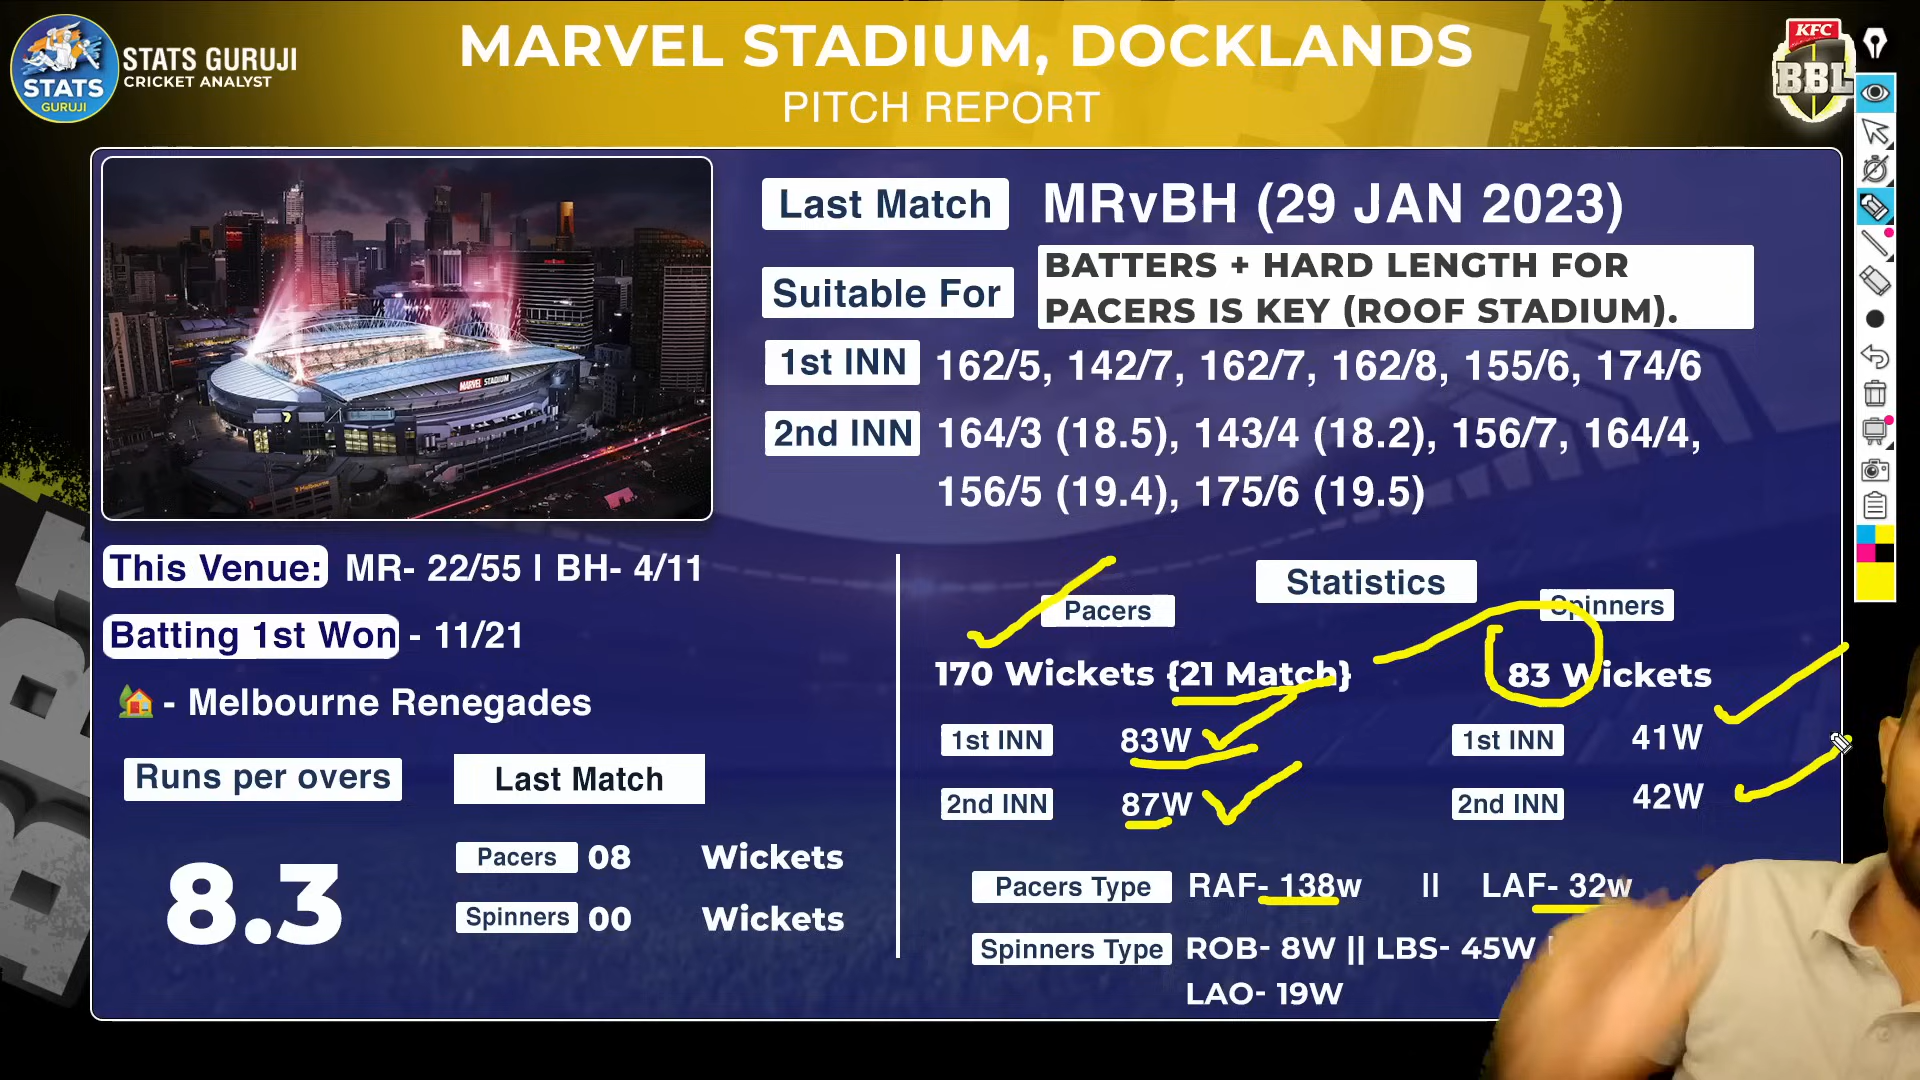 STATS GURUJI
CRICKET ANALYST
STATS
GURUJI
MARVEL STADIUM, DOCKLANDS
PITCH REPORT
KFC
BBL
MARVEL STADIUM
Last Match MRvBH (29 JAN 2023)
Suitable For BATTERS + HARD LENGTH FOR
PACERS IS KEY (ROOF STADIUM).
1st INN 162/5, 142/7, 162/7, 162/8, 155/6, 174/6
2nd INN 164/3 (18.5), 143/4 (18.2), 156/7, 164/4,
156/5 (19.4), 175/6 (19.5)
This Venue: MR- 22/55 | BH- 4/11
Batting 1st Won - 11/21
- Melbourne Renegades
Runs per overs
8.3
Last Match
Pacers 08 Wickets
Spinners 00 Wickets
Statistics
Pacers
170 Wickets {21 Match}
1st INN 83W
2nd INN 87W
Spinners
83 Wickets
1st INN 41W
2nd INN 42W
Pacers Type RAF- 138w || LAF- 32w
Spinners Type ROB- 8W || LBS- 45W |
LAO- 19W